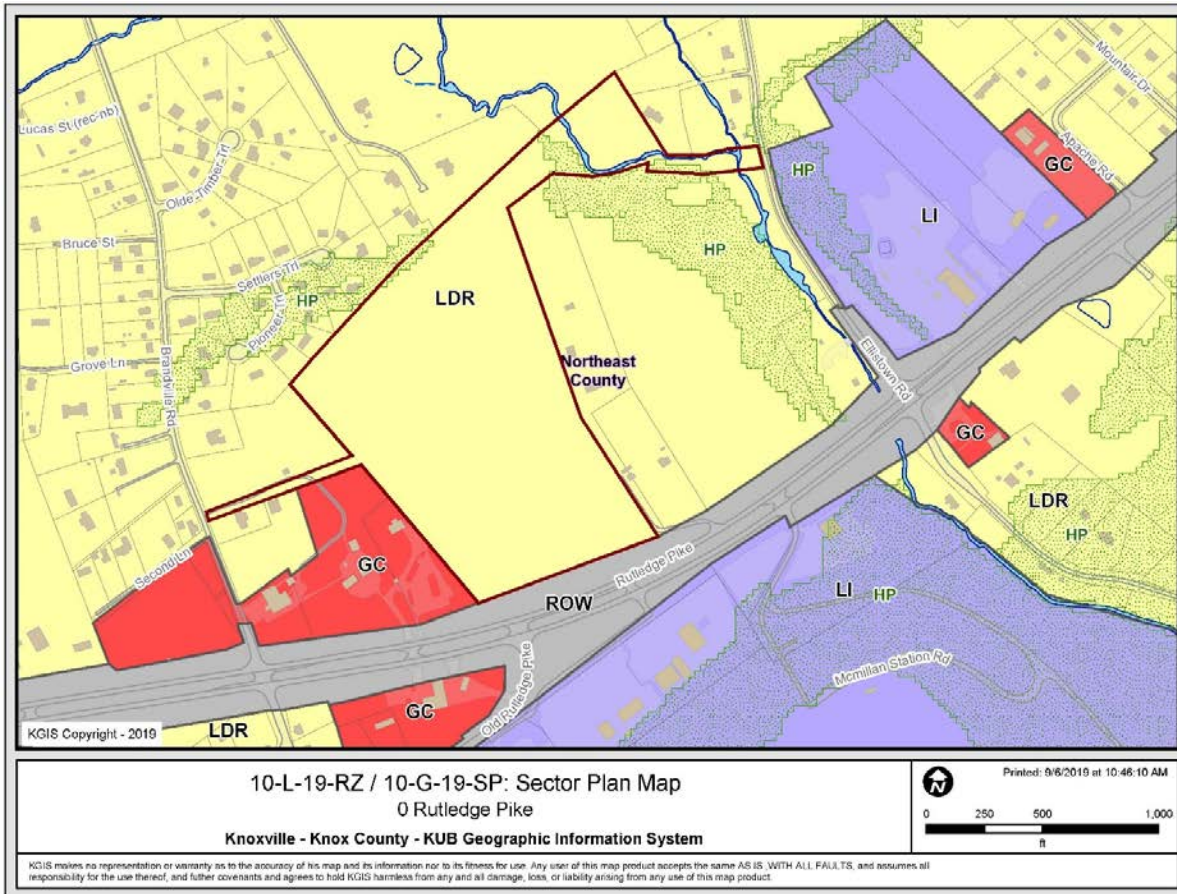 Mountair Dr
Lucas St (rec-nb)
Apache Rd
GC
Olde Timber Trl
HP
LI
Bruce St
HP
Settlers Trl
LDR
HP
Pioneer Trl
Grove Ln
Brandville Rd
Northeast
County
Ellistown Rd
GC
LDR
HP
Second Ln
GC
Rutledge Pike
ROW
LI
HP
Mcmillan Station Rd
Old Rutledge Pike
GC
LDR
KGIS Copyright - 2019
10-L-19-RZ / 10-G-19-SP: Sector Plan Map
0 Rutledge Pike
Knoxville - Knox County - KUB Geographic Information System
N
Printed: 9/6/2019 at 10:46:10 AM
0 250 500 1,000
ft
KGIS makes no representation or warranty as to the accuracy of his map and its information nor to its fitness for use. Any user of this map product accepts the same AS IS ,WITH ALL FAULTS, and assumes all
responsibility for the use thereof, and futher covenants and agrees to hold KGIS harmless from any and all damage, loss, or liability arising from any use of this map product.